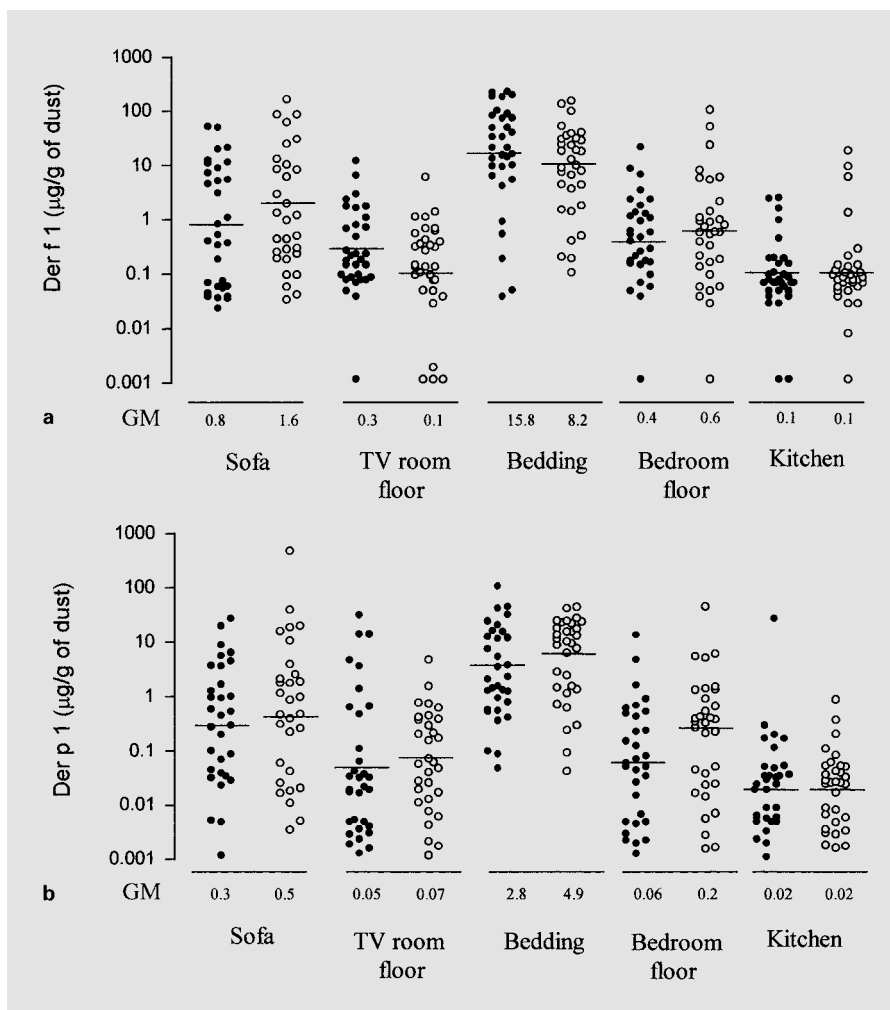 1000
100
10
1
0.1
0.01
0.001
Der f 1 (μg/g of dust)
a GM 0.8 1.6 0.3 0.1 15.8 8.2 0.4 0.6 0.1 0.1
Sofa TV room Bedding Bedroom Kitchen
floor floor
1000
100
10
1
0.1
0.01
0.001
Der p 1 (μg/g of dust)
b GM 0.3 0.5 0.05 0.07 2.8 4.9 0.06 0.2 0.02 0.02
Sofa TV room Bedding Bedroom Kitchen
floor floor